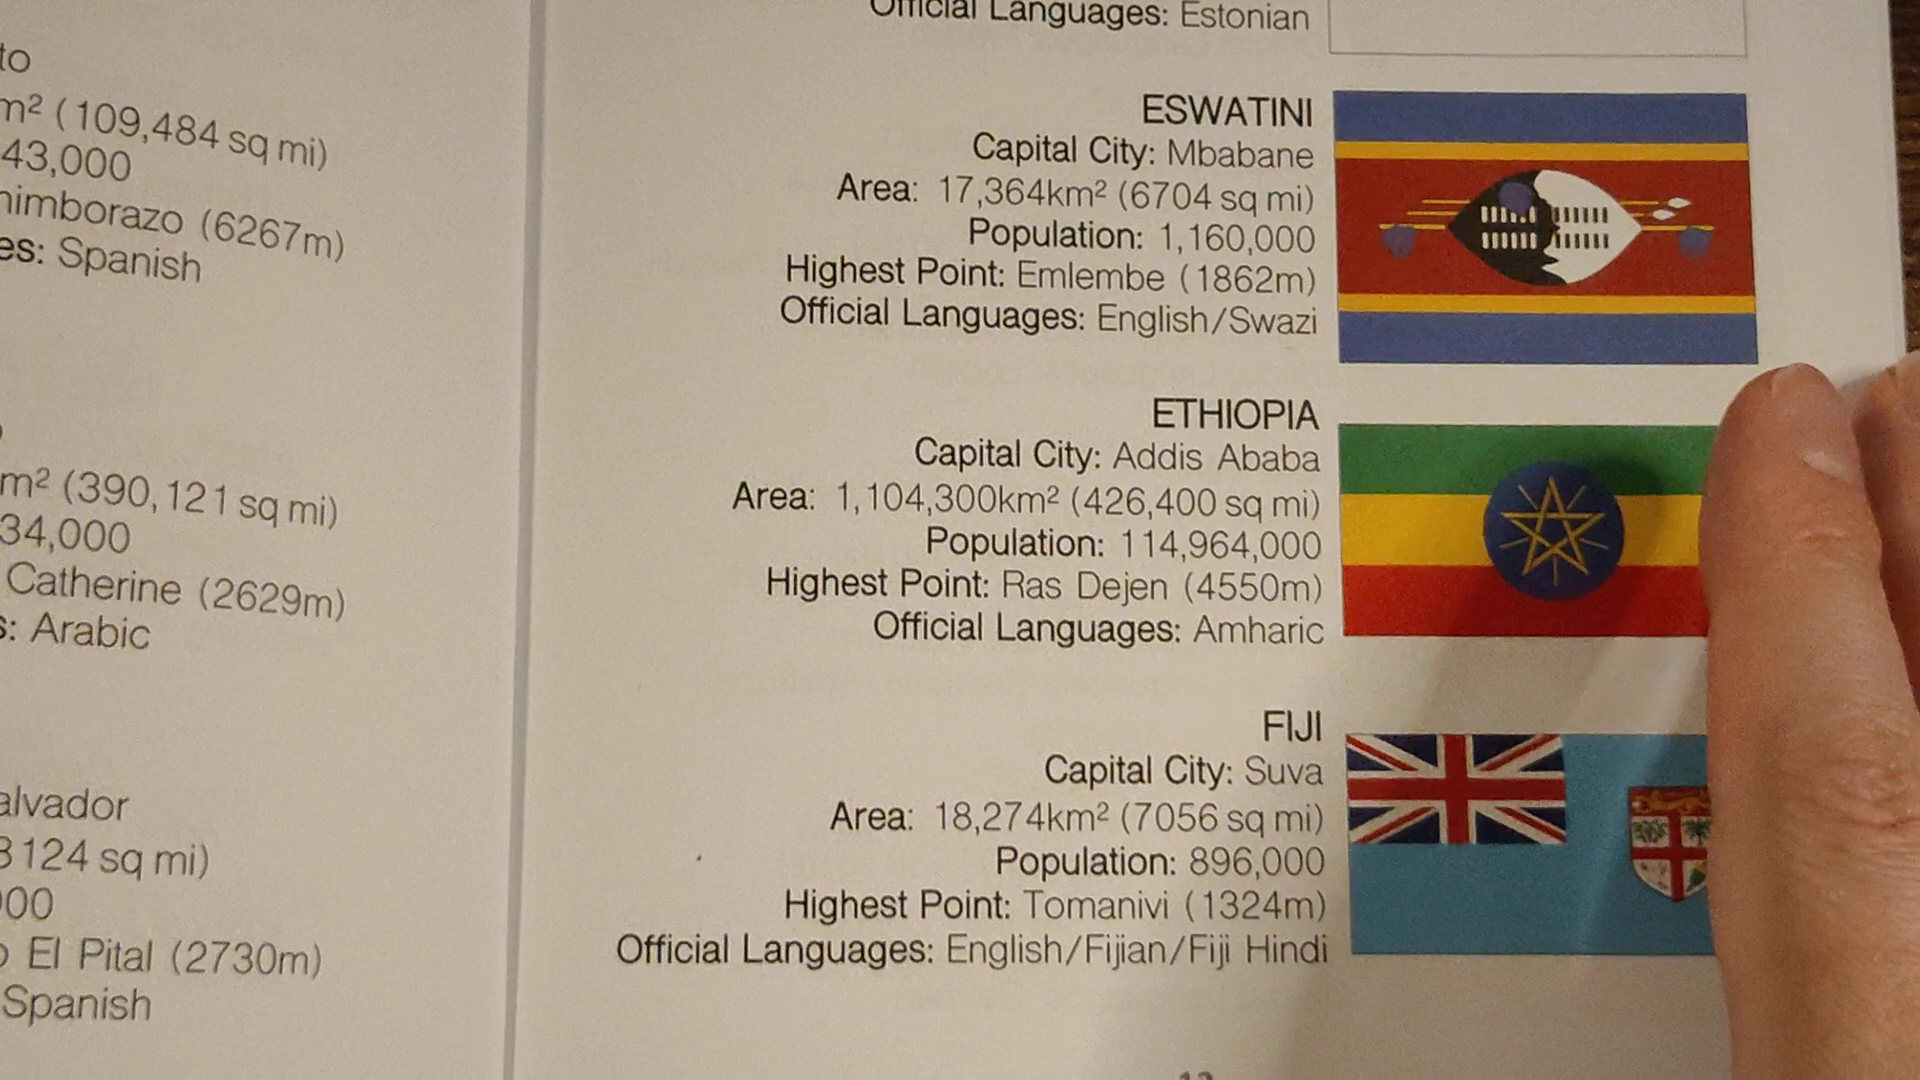 to
m² (109,484 sq mi)
43,000
himborazo (6267m)
es: Spanish
m² (390,121 sq mi)
34,000
Catherine (2629m)
s: Arabic
alvador
124 sq mi)
00
El Pital (2730m)
Spanish
Official Languages: Estonian
ESWATINI
Capital City: Mbabane
Area: 17,364km² (6704 sq mi)
Population: 1,160,000
Highest Point: Emlembe (1862m)
Official Languages: English/Swazi
ETHIOPIA
Capital City: Addis Ababa
Area: 1,104,300km² (426,400 sq mi)
Population: 114,964,000
Highest Point: Ras Dejen (4550m)
Official Languages: Amharic
FIJI
Capital City: Suva
Area: 18,274km² (7056 sq mi)
Population: 896,000
Highest Point: Tomanivi (1324m)
Official Languages: English/Fijian/Fiji Hindi